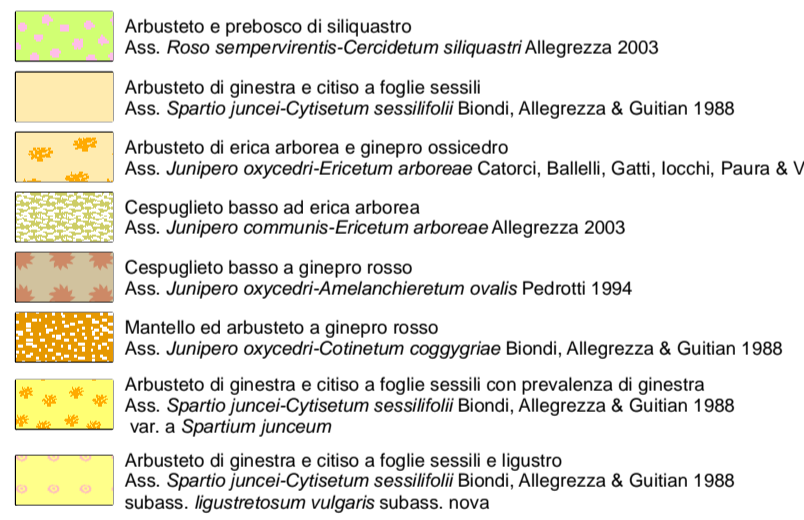 Arbusteto e prebosco di siliquastro
Ass. Roso sempervirentis-Cercidetum siliquastri Allegrezza 2003
Arbusteto di ginestra e citiso a foglie sessili
Ass. Spartio juncei-Cytisetum sessilifolii Biondi, Allegrezza & Guitian 1988
Arbusteto di erica arborea e ginepro ossicedro
Ass. Junipero oxycedri-Ericetum arboreae Catorci, Ballelli, Gatti, Iocchi, Paura & V
Cespuglieto basso ad erica arborea
Ass. Junipero communis-Ericetum arboreae Allegrezza 2003
Cespuglieto basso a ginepro rosso
Ass. Junipero oxycedri-Amelanchieretum ovalis Pedrotti 1994
Mantello ed arbusteto a ginepro rosso
Ass. Junipero oxycedri-Cotinetum coggygriae Biondi, Allegrezza & Guitian 1988
Arbusteto di ginestra e citiso a foglie sessili con prevalenza di ginestra
Ass. Spartio juncei-Cytisetum sessilifolii Biondi, Allegrezza & Guitian 1988
var. a Spartium junceum
Arbusteto di ginestra e citiso a foglie sessili e ligustro
Ass. Spartio juncei-Cytisetum sessilifolii Biondi, Allegrezza & Guitian 1988
subass. ligustretosum vulgaris subass. nova